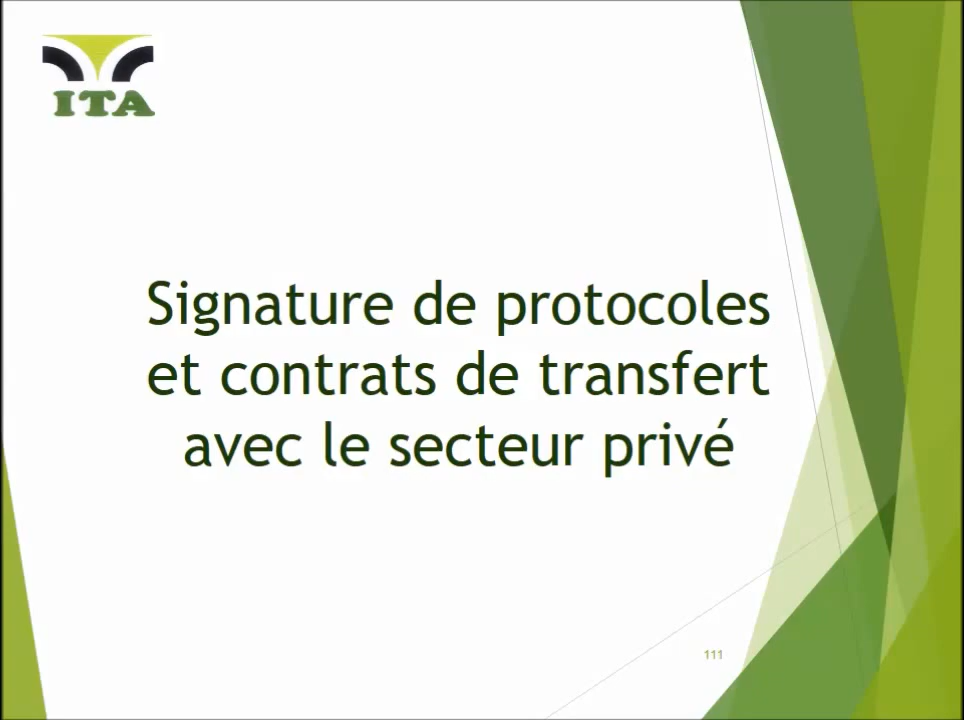 ITA
Signature de protocoles
et contrats de transfert
avec le secteur privé
111